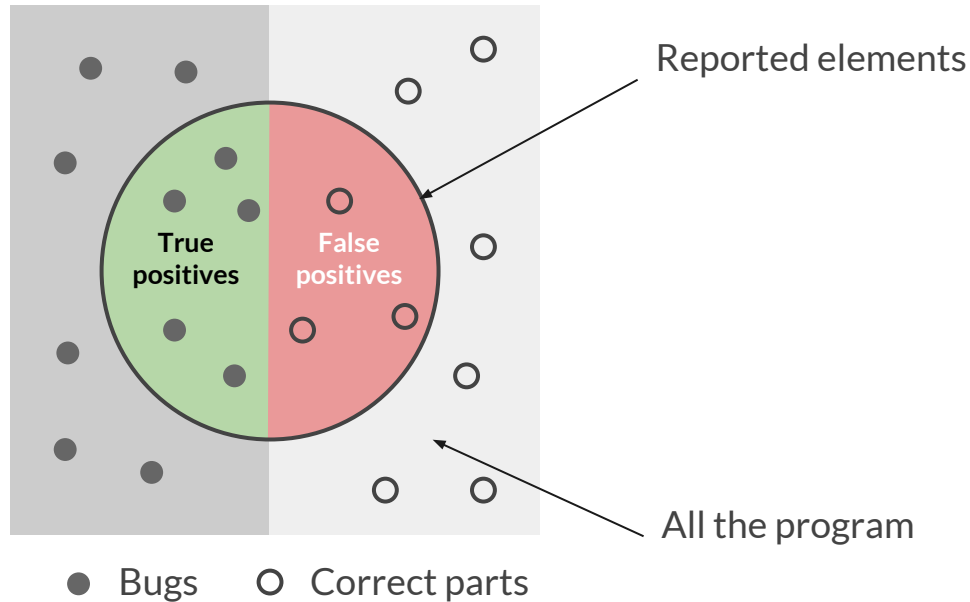 Reported elements
True
positives
False
positives
All the program
Bugs
Correct parts